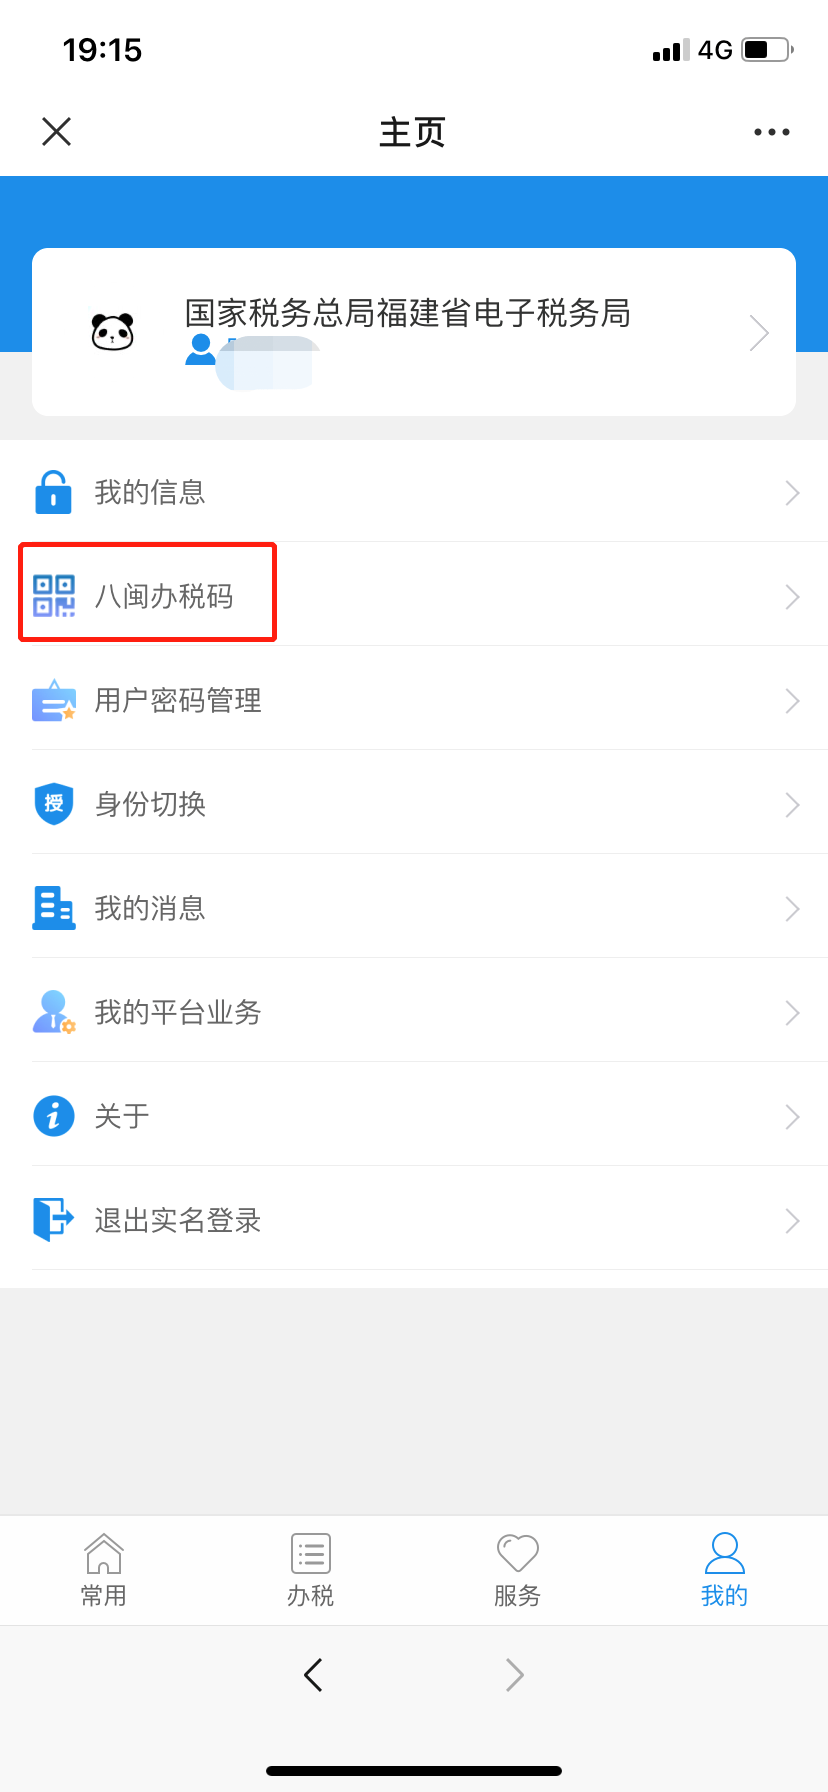 19:15
4G
主页
国家税务总局福建省电子税务局
我的信息
八闽办税码
用户密码管理
授
身份切换
我的消息
我的平台业务
关于
退出实名登录
常用
办税
服务
我的